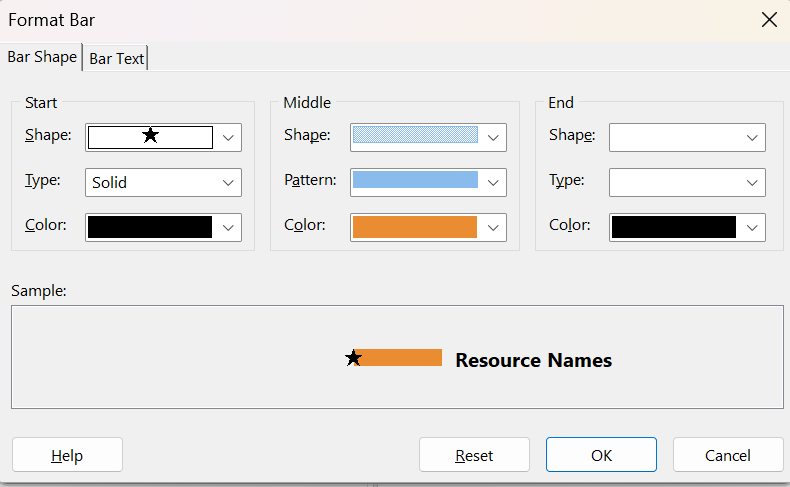 Format Bar
Bar Shape Bar Text
Start Middle End
Shape: Shape: Shape:
Type: Solid Pattern: Type:
Color: Color: Color:
Sample:
Resource Names
Help Reset OK Cancel